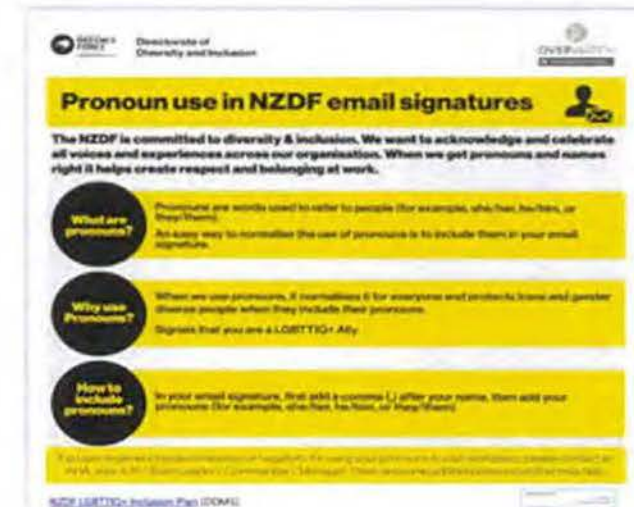 DEFENCE FORCE
Directorate of
Diversity and Inclusion
OVERWATCH
Pronoun use in NZDF email signatures
The NZDF is committed to diversity & inclusion. We want to acknowledge and celebrate
all voices and experiences across our organisation. When we get pronouns and names
right it helps create respect and belonging at work.
What are
pronouns?
Pronouns are words used to refer to people (for example, she/her, he/him, or
they/them).
An easy way to normalise the use of pronouns is to include them in your email
signature.
Why use
Pronouns?
When we use pronouns, it normalises it for everyone and protects trans and gender
diverse people when they include their pronouns.
Signals that you are a LGBTTIQ+ Ally.
How to
include
pronouns?
In your email signature, first add a comma (,) after your name, then add your
pronouns (for example, she/her, he/him, or they/them)
NZDF LGBTTIQ+ Inclusion Plan (DDMS)